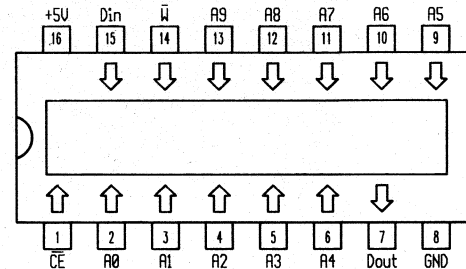 +5V Din W̅ A9 A8 A7 A6 A5
16 15 14 13 12 11 10 9
1 2 3 4 5 6 7 8
C̅E̅ A0 A1 A2 A3 A4 Dout GND